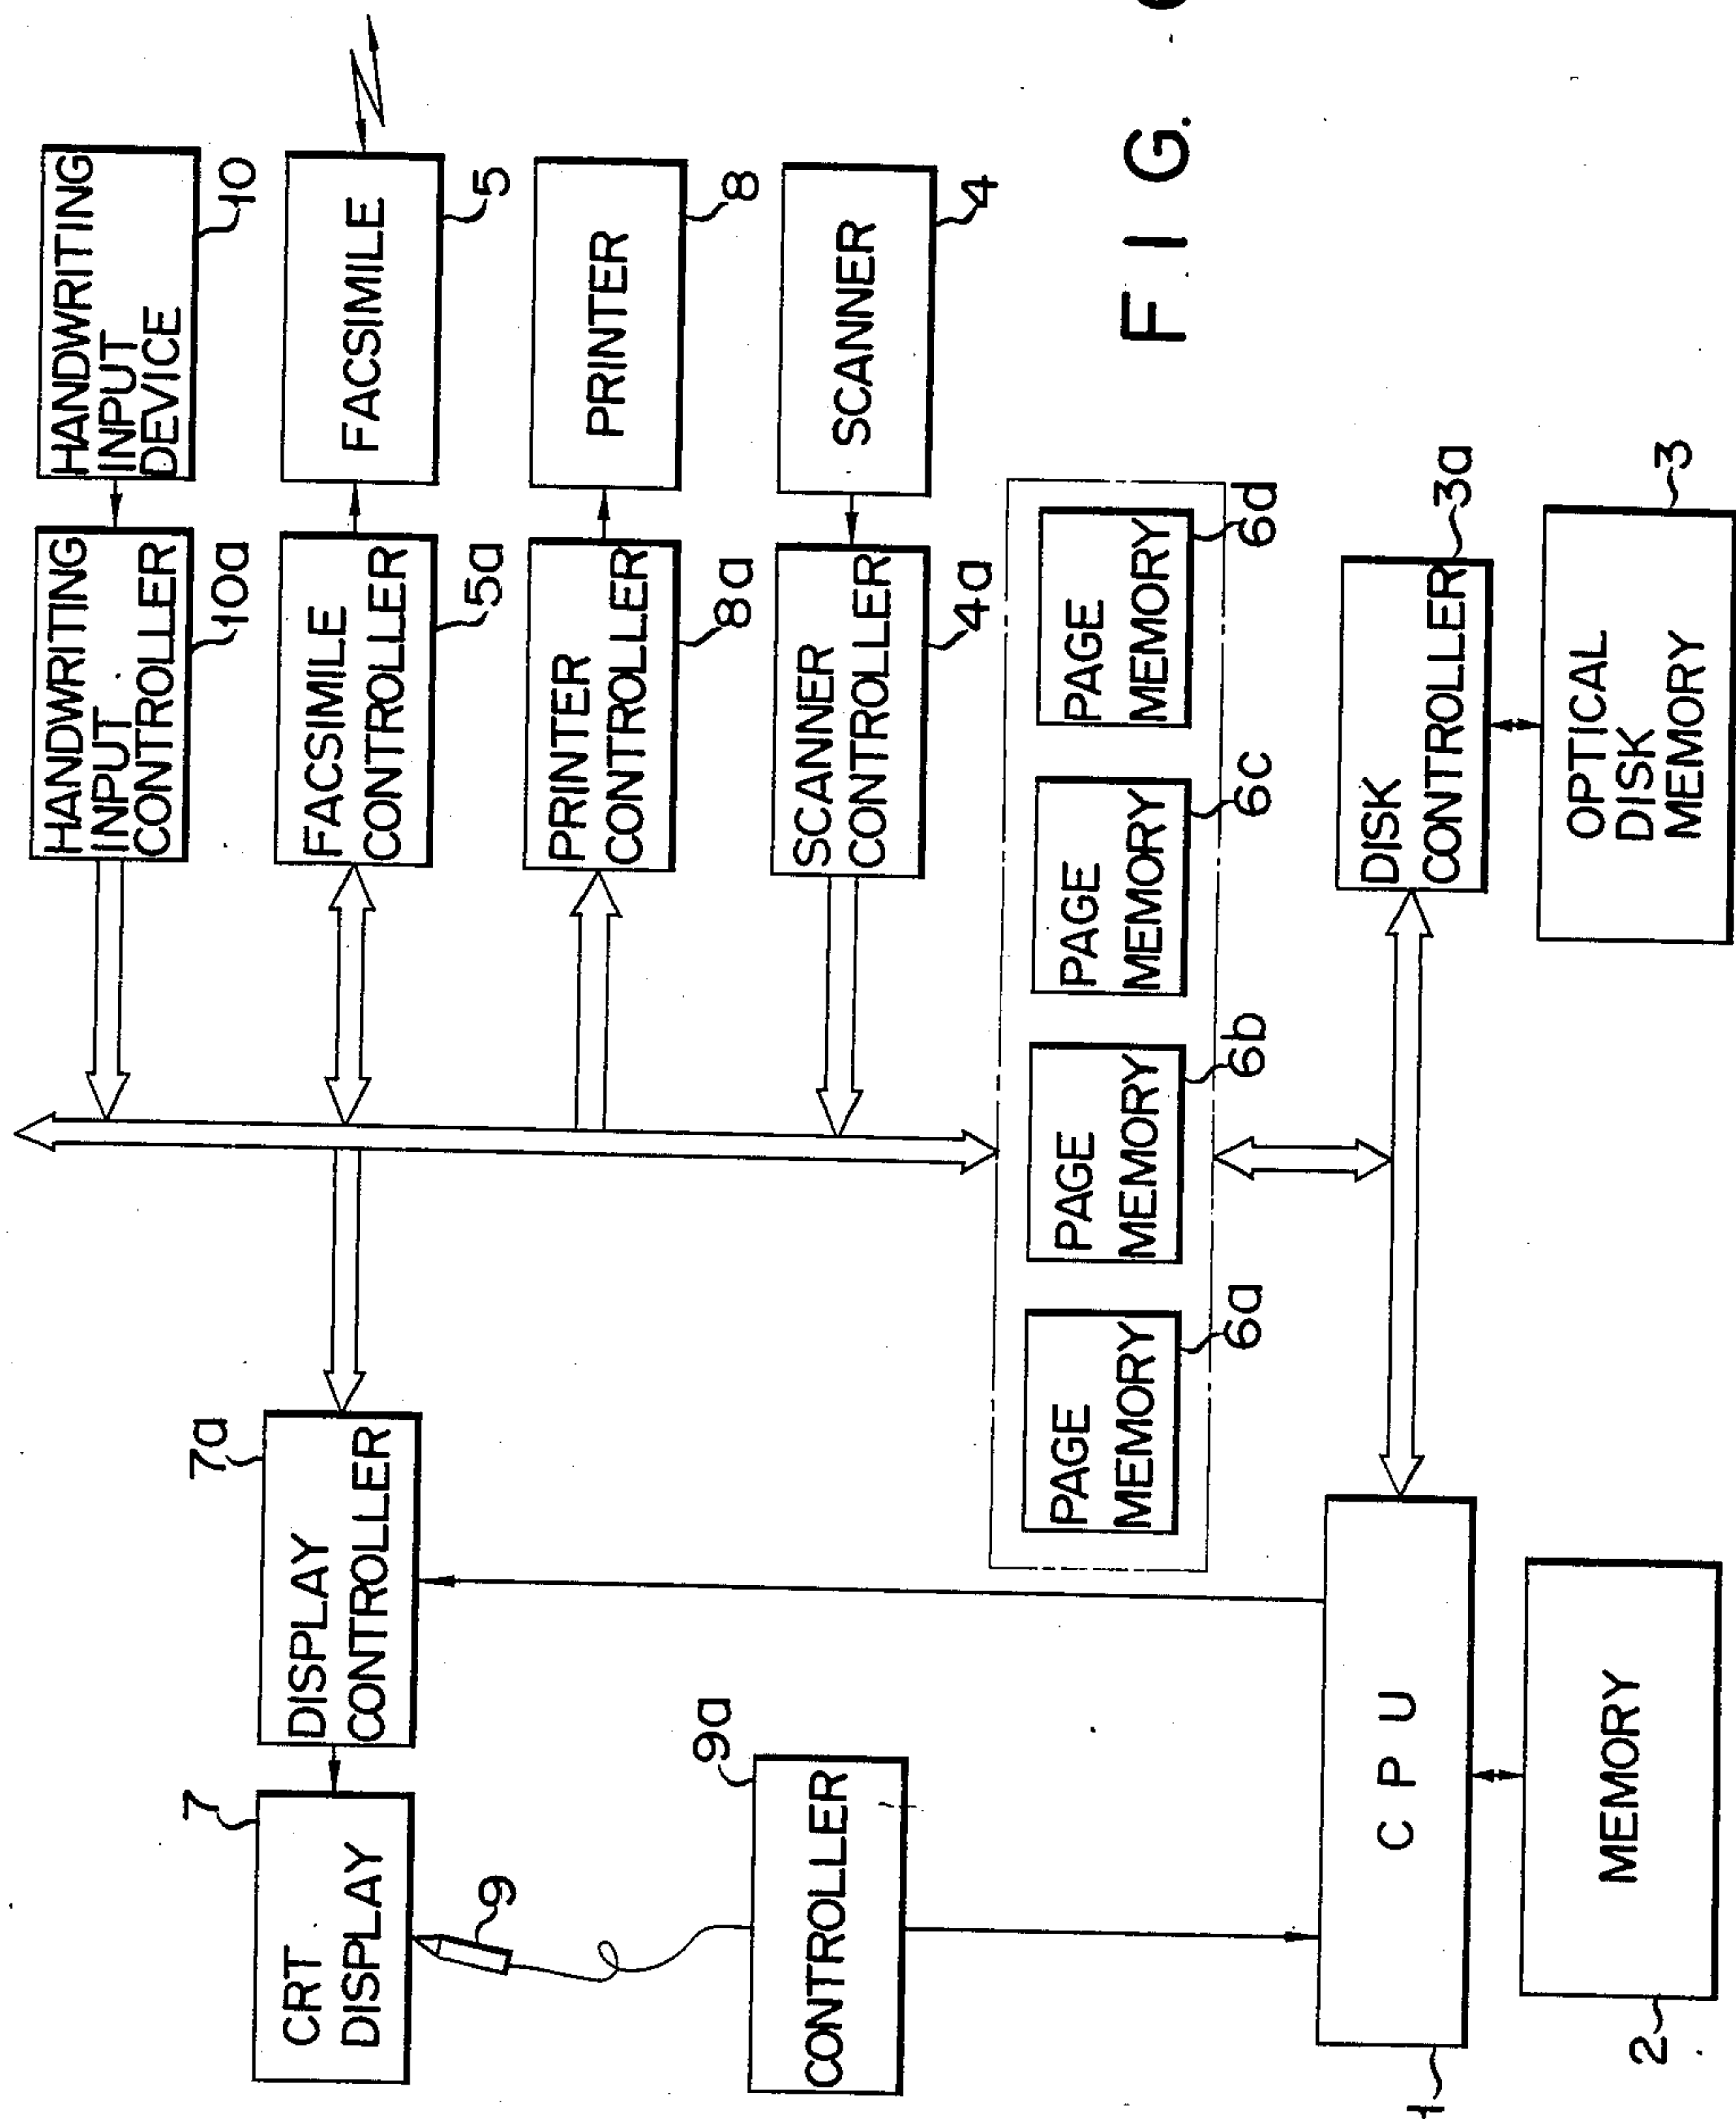 7
CRT
DISPLAY
7a
DISPLAY
CONTROLLER
HANDWRITING
INPUT
CONTROLLER
10a
HANDWRITING
INPUT
DEVICE
10
9
FACSIMILE
CONTROLLER
5a
FACSIMILE
5
9a
CONTROLLER
PRINTER
CONTROLLER
8a
PRINTER
8
SCANNER
CONTROLLER
4a
SCANNER
4
PAGE
MEMORY
6a
PAGE
MEMORY
6b
PAGE
MEMORY
6c
PAGE
MEMORY
6d
FIG.
1
CPU
DISK
CONTROLLER
3a
2
MEMORY
OPTICAL
DISK
MEMORY
3